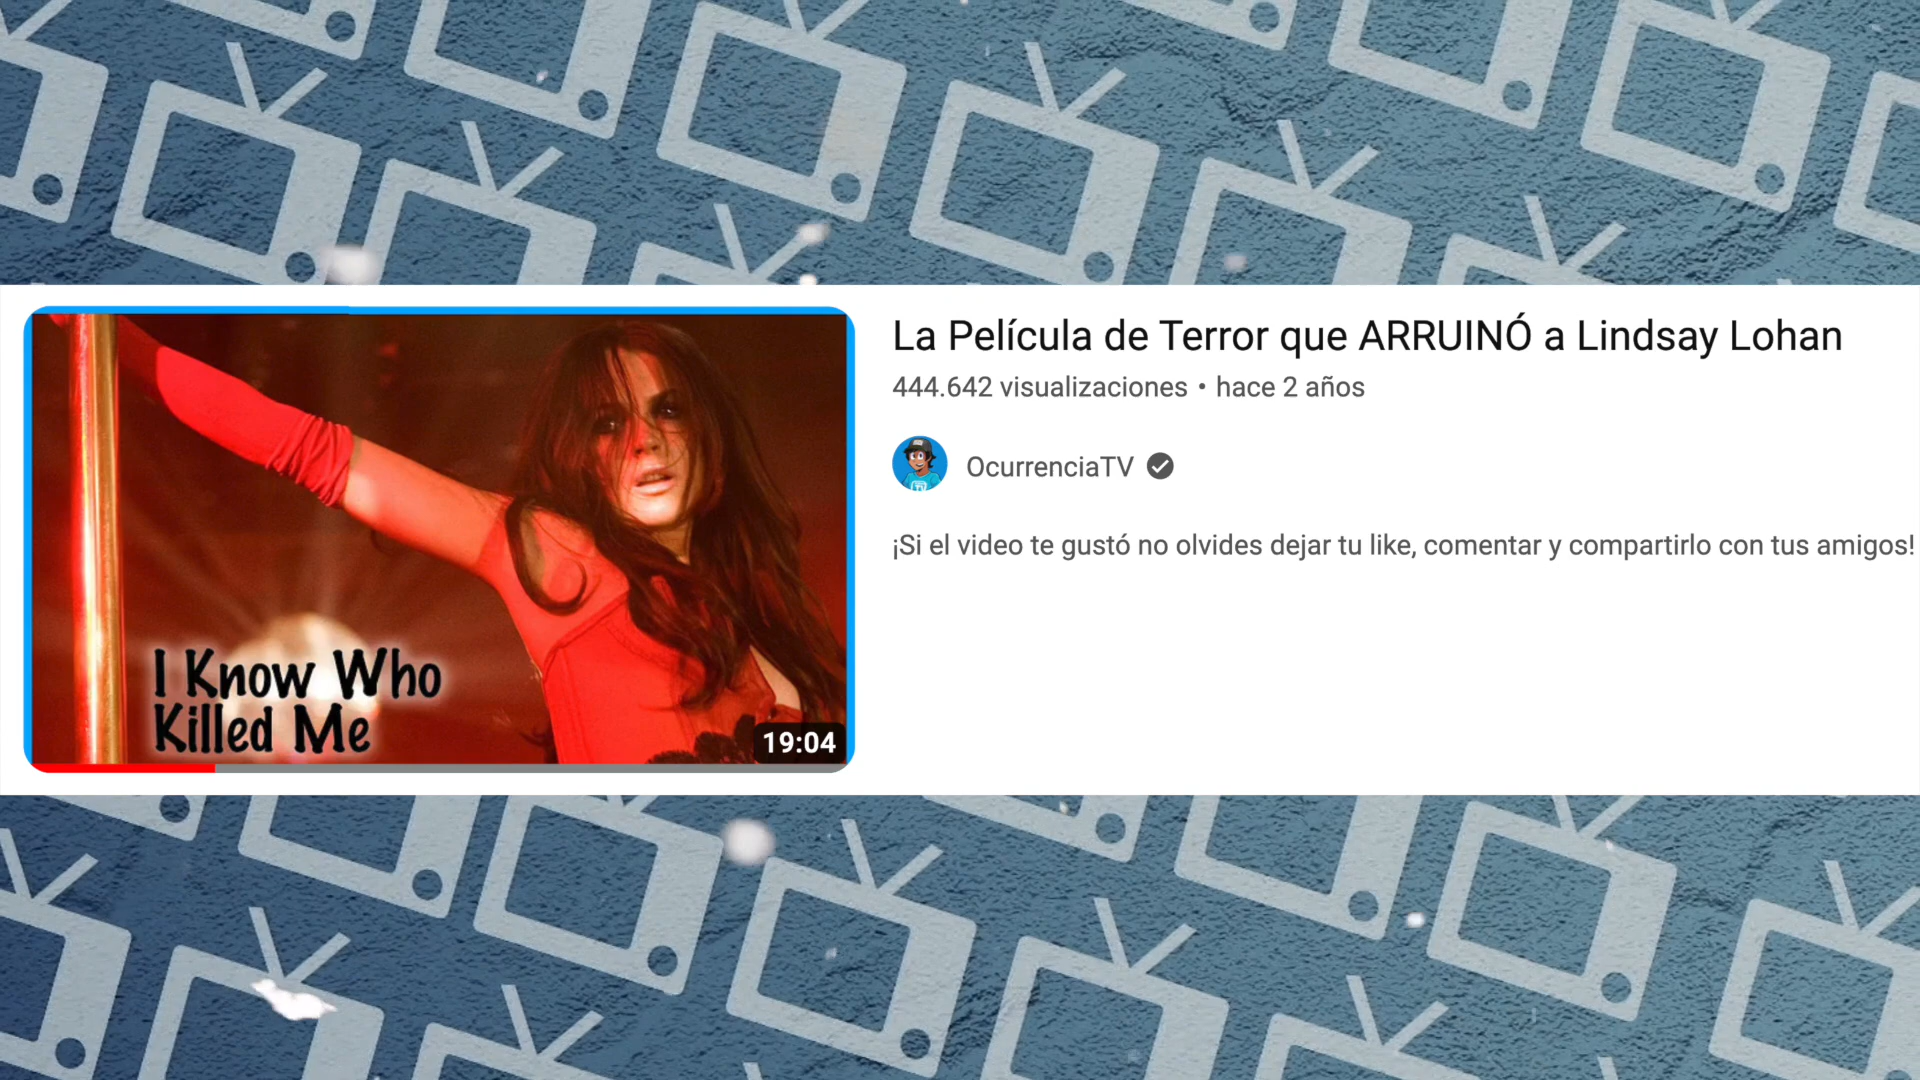 La Película de Terror que ARRUINÓ a Lindsay Lohan
444.642 visualizaciones • hace 2 años
OcurrenciaTV
TV
¡Si el video te gustó no olvides dejar tu like, comentar y compartirlo con tus amigos!
I Know Who
Killed Me
19:04